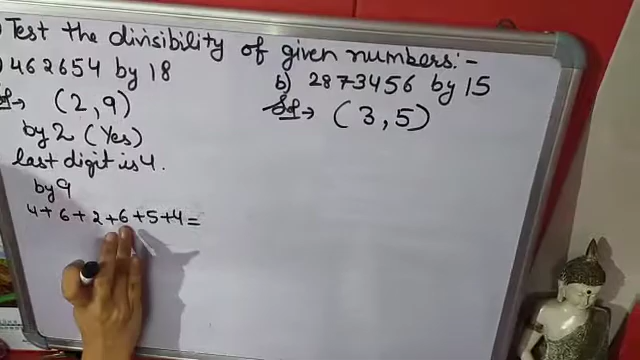 Test the divisibility of given numbers:-
462654 by 18
Sol→ (2,9)
by 2 (Yes)
last digit is 4.
by 9
4+6+2+6+5+4=
b) 2873456 by 15
Sol→ (3,5)